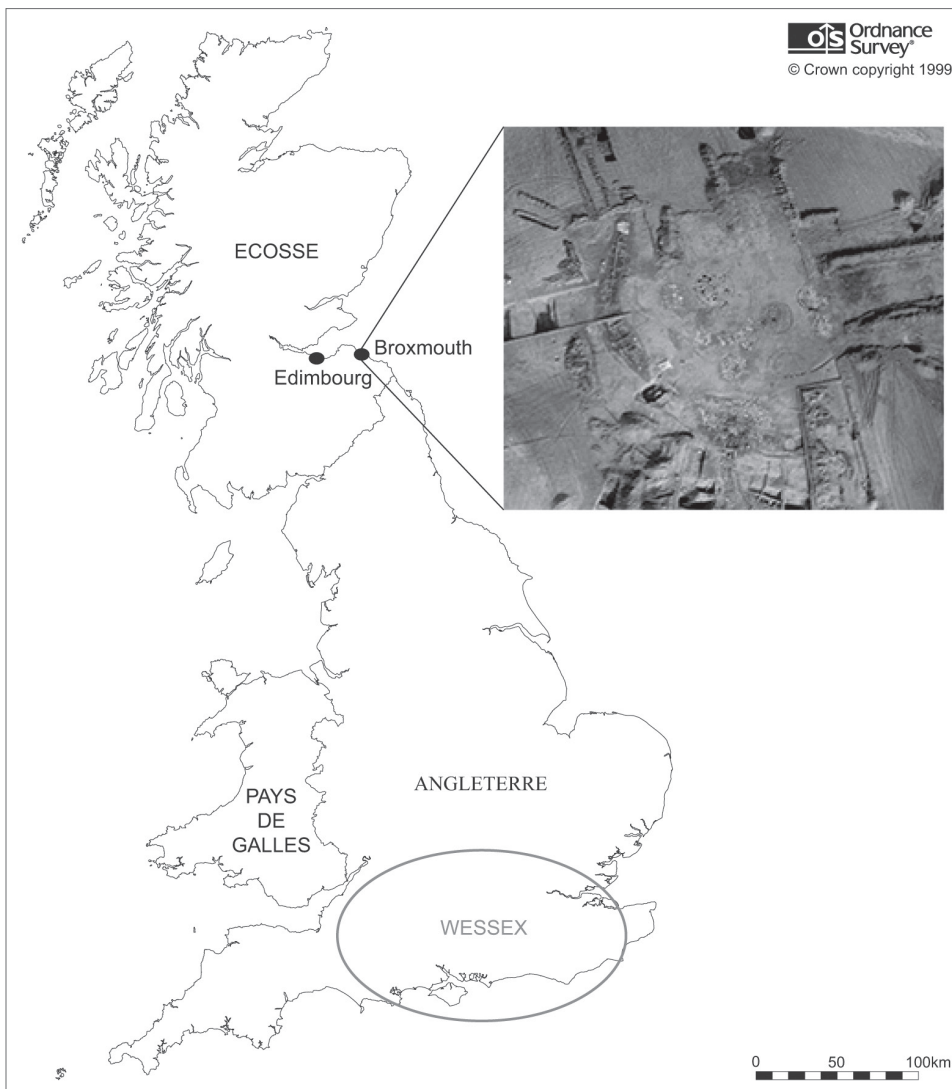 Ordnance
Survey®
© Crown copyright 1999
ECOSSE
Broxmouth
Edimbourg
ANGLETERRE
PAYS
DE
GALLES
WESSEX
0 50 100km